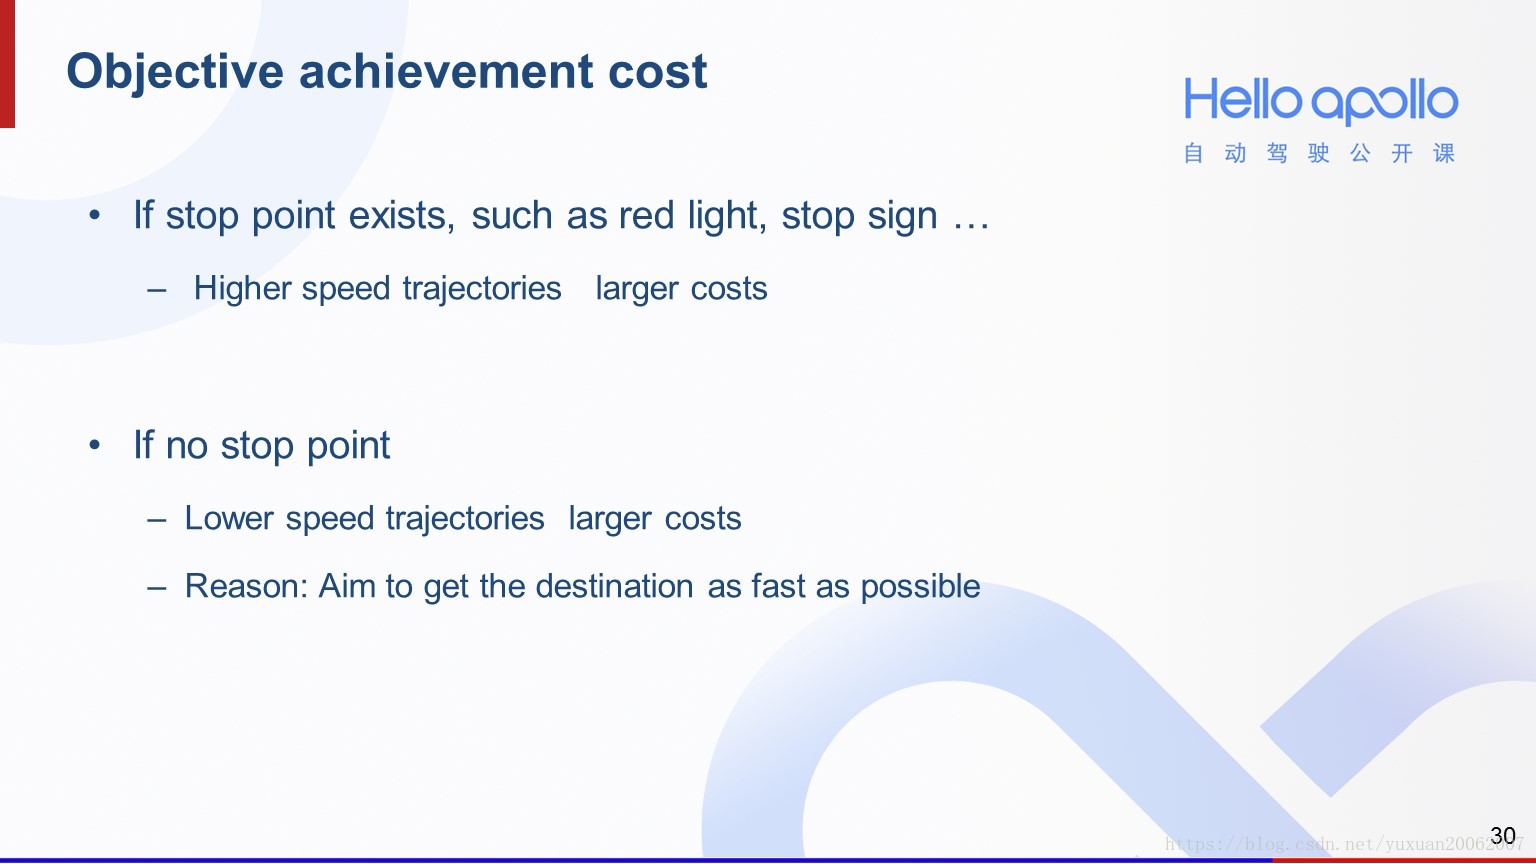 Objective achievement cost
Hello apollo
自动驾驶公开课
• If stop point exists, such as red light, stop sign …
– Higher speed trajectories larger costs
• If no stop point
– Lower speed trajectories larger costs
– Reason: Aim to get the destination as fast as possible
30
https://blog.csdn.net/yuxuan20062007